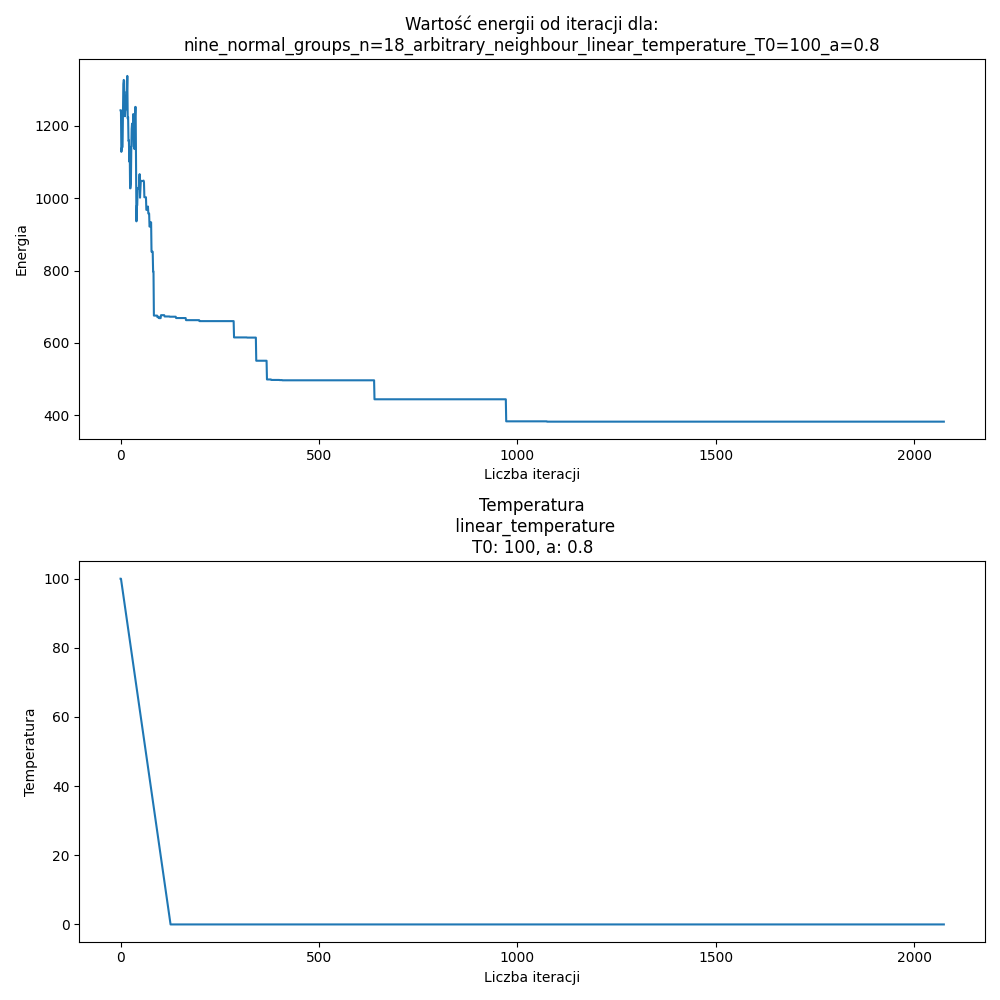 Wartość energii od iteracji dla:
nine_normal_groups_n=18_arbitrary_neighbour_linear_temperature_T0=100_a=0.8
1200
1000
800
600
400
Energia
0 500 1000 1500 2000
Liczba iteracji
Temperatura
linear_temperature
T0: 100, a: 0.8
100
80
60
40
20
0
Temperatura
0 500 1000 1500 2000
Liczba iteracji